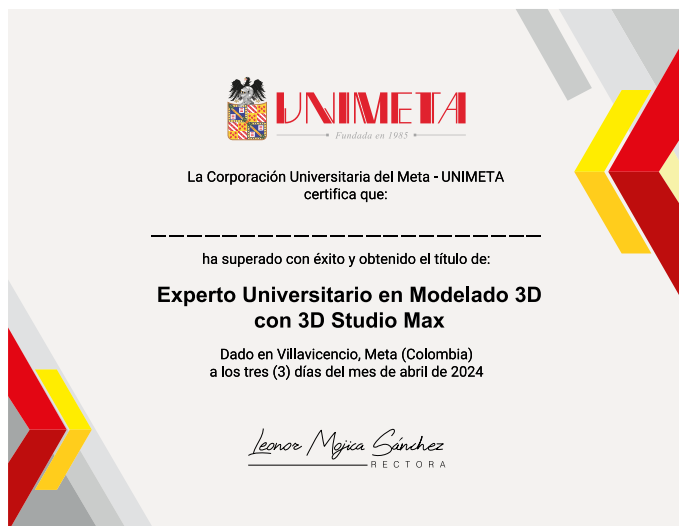 UNIMETA
Fundada en 1985
La Corporación Universitaria del Meta - UNIMETA
certifica que:
ha superado con éxito y obtenido el título de:
Experto Universitario en Modelado 3D
con 3D Studio Max
Dado en Villavicencio, Meta (Colombia)
a los tres (3) días del mes de abril de 2024
Leonor Mojica Sánchez
RECTORA